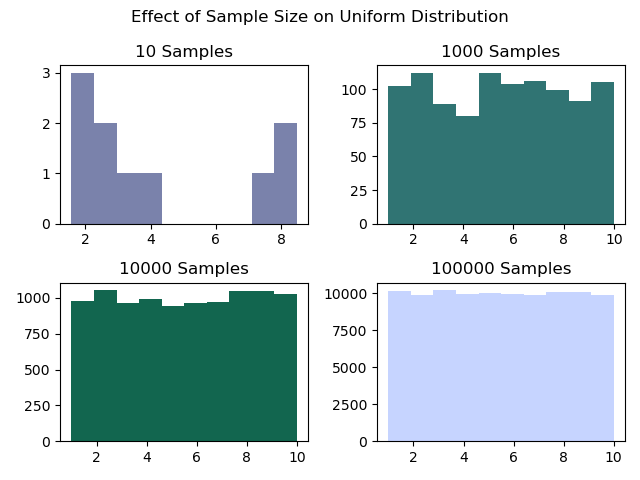 Effect of Sample Size on Uniform Distribution
10 Samples
3
2
1
0
2 4 6 8
1000 Samples
100
75
50
25
0
2 4 6 8 10
10000 Samples
1000
750
500
250
0
2 4 6 8 10
100000 Samples
10000
7500
5000
2500
0
2 4 6 8 10